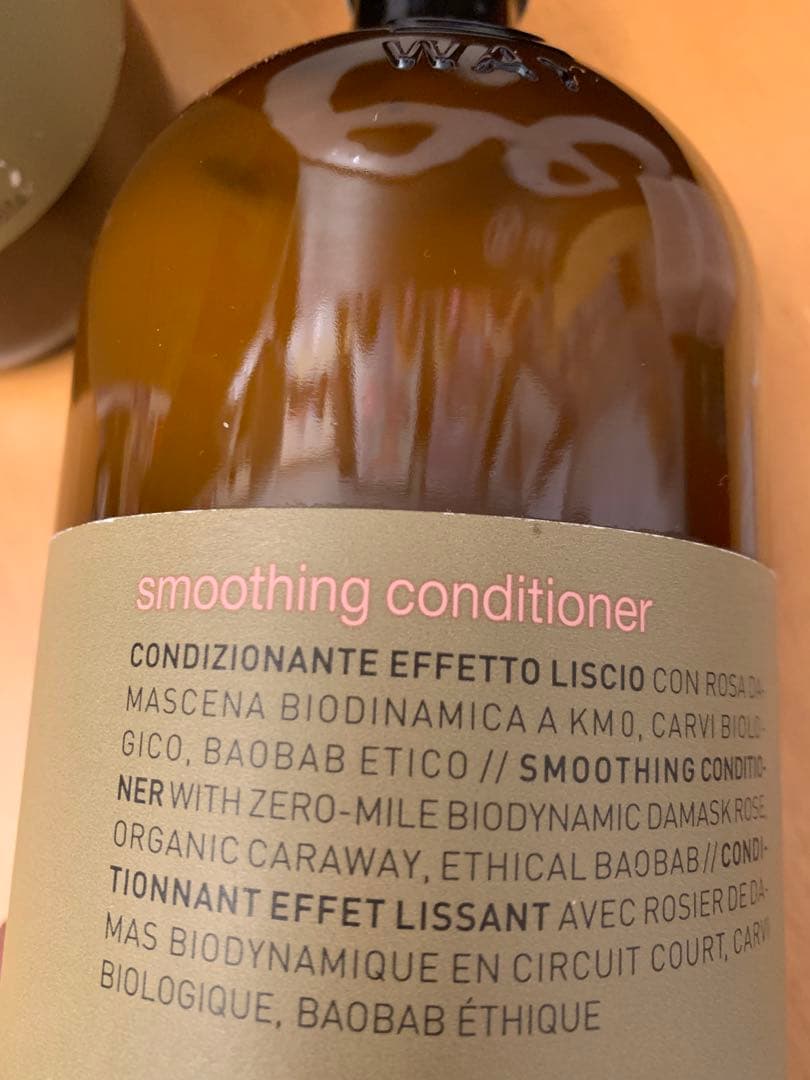 WAY
smoothing conditioner
CONDIZIONANTE EFFETTO LISCIO CON ROSA DA-
MASCENA BIODINAMICA A KM0, CARVI BIOLO-
GICO, BAOBAB ETICO // SMOOTHING CONDITIO-
NER WITH ZERO-MILE BIODYNAMIC DAMASK ROSE,
ORGANIC CARAWAY, ETHICAL BAOBAB // CONDI-
TIONNANT EFFET LISSANT AVEC ROSIER DE DA-
MAS BIODYNAMIQUE EN CIRCUIT COURT, CARVI
BIOLOGIQUE, BAOBAB ÉTHIQUE